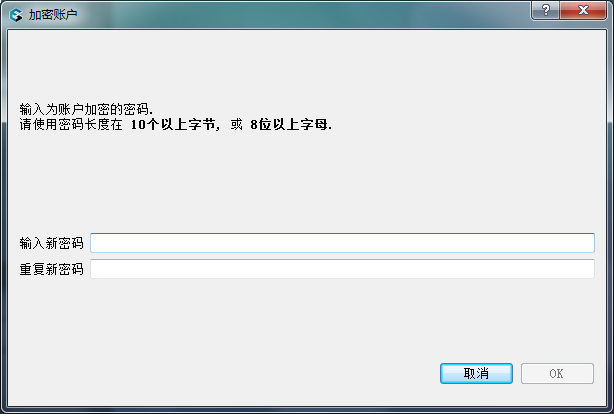 加密账户
输入为账户加密的密码.
请使用密码长度在 10个以上字节, 或 8位以上字母.
输入新密码
重复新密码
取消 OK